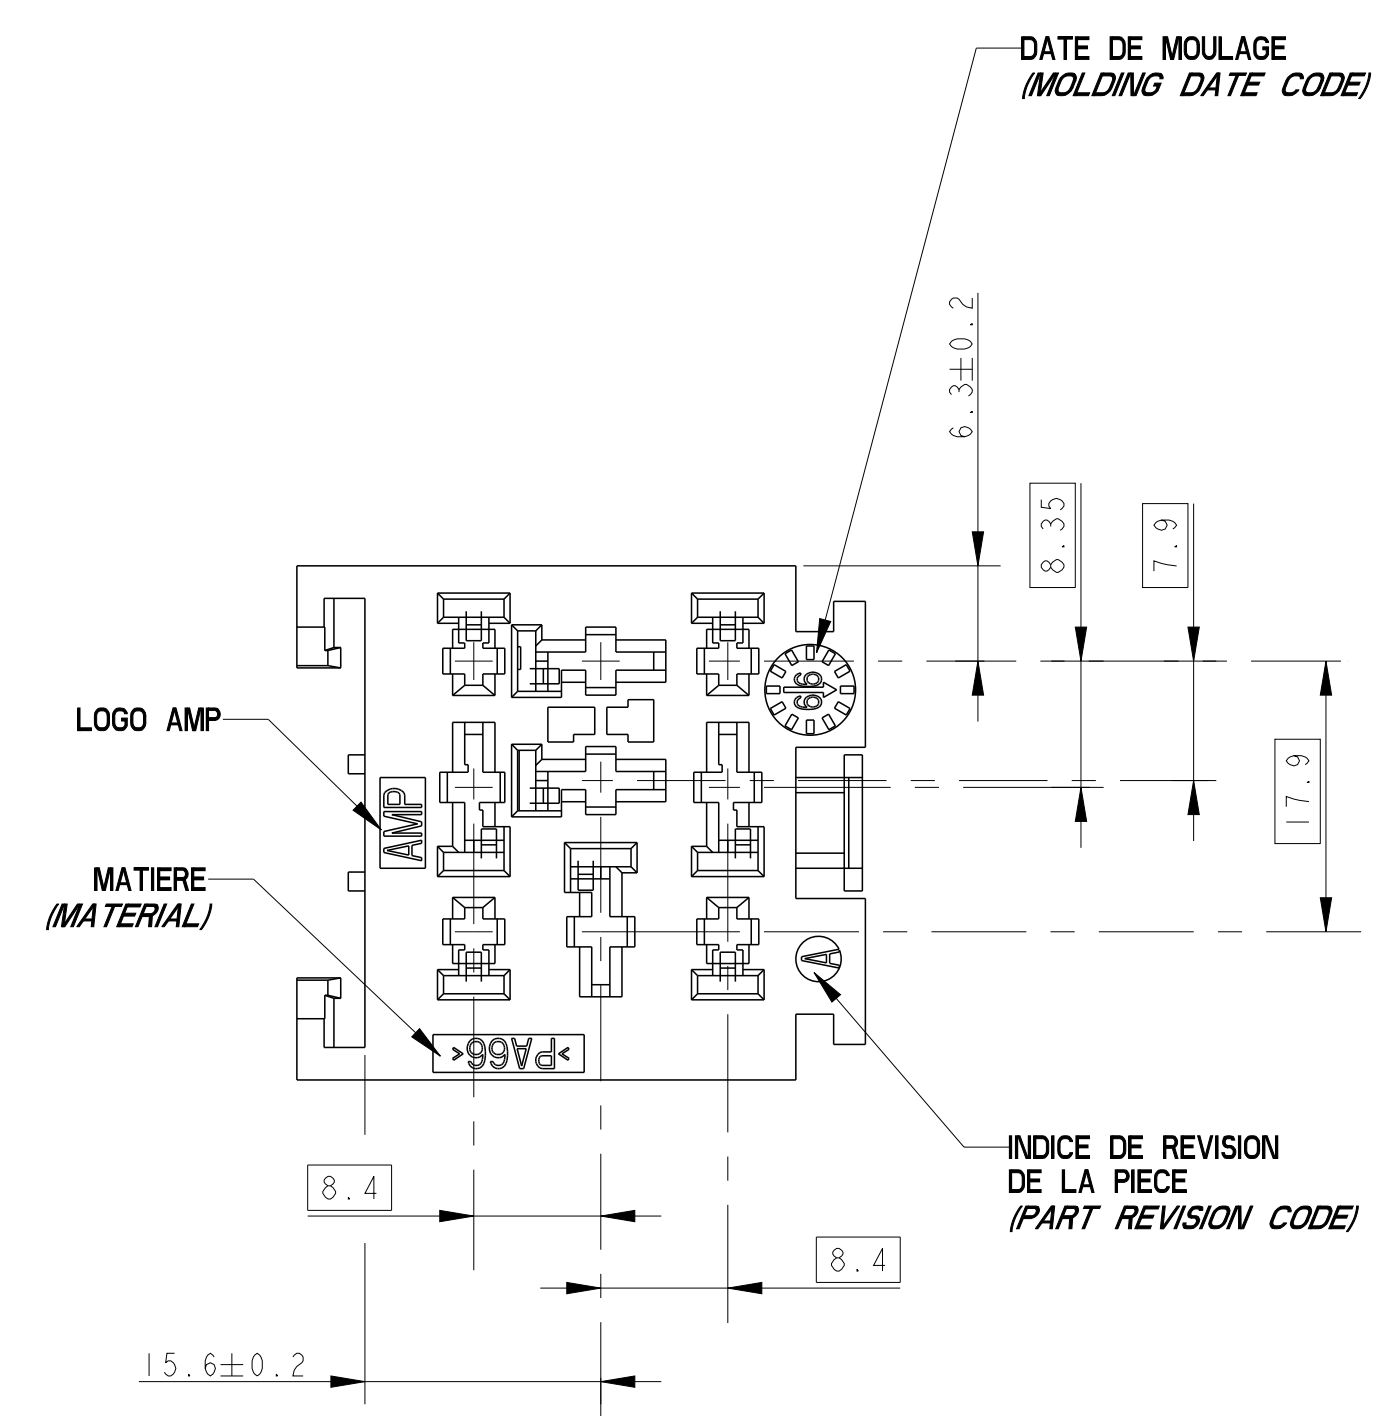 DATE DE MOULAGE
(MOLDING DATE CODE)
6.3±0.2
8.35
7.9
17.9
96
LOGO AMP
AMP
MATIERE
(MATERIAL)
A
>PA66<
INDICE DE REVISION
DE LA PIECE
(PART REVISION CODE)
8.4
8.4
15.6±0.2